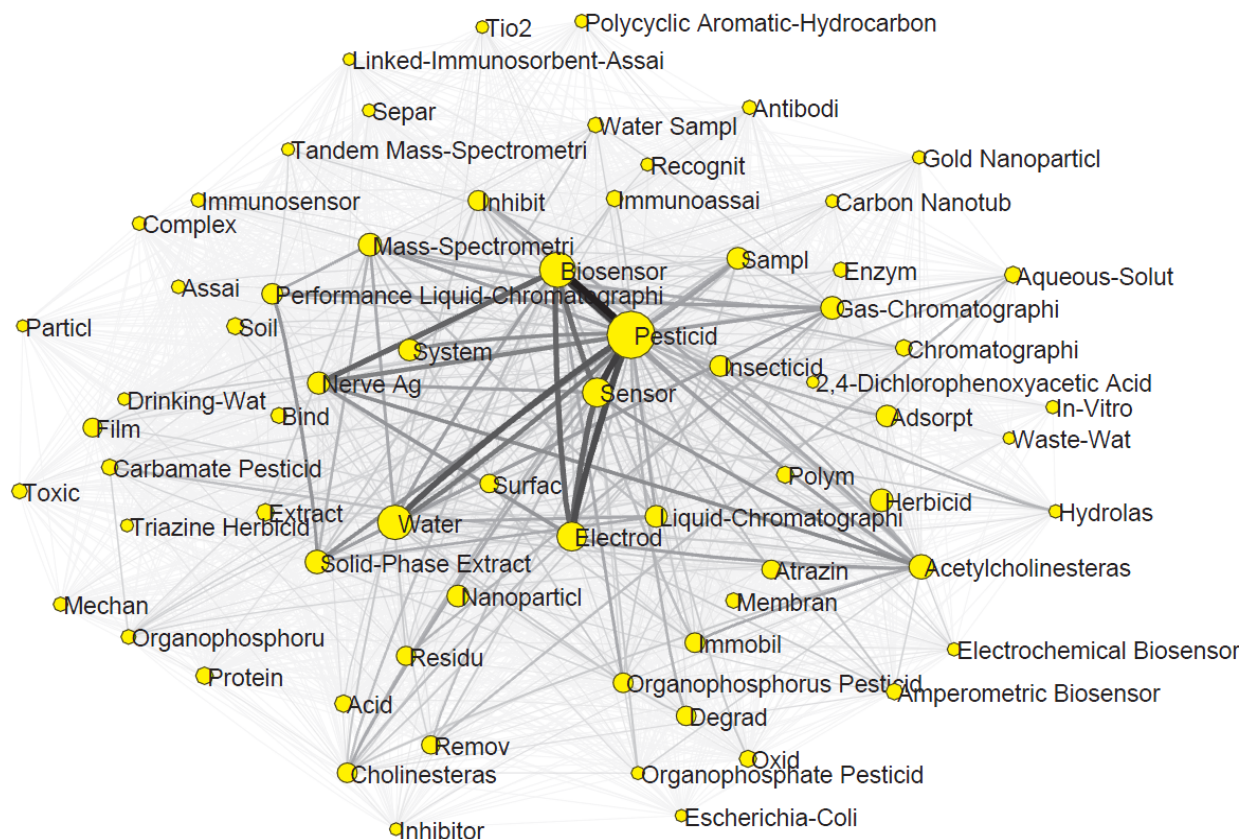 Polycyclic Aromatic-Hydrocarbon
Tio2
Linked-Immunosorbent-Assai
Separ
Antibodi
Water Sampl
Tandem Mass-Spectrometri
Gold Nanoparticl
Recognit
Immunosensor
Inhibit
Immunoassai
Carbon Nanotub
Complex
Mass-Spectrometri
Sampl
Biosensor
Enzym
Aqueous-Solut
Assai
Performance Liquid-Chromatographi
Gas-Chromatographi
Particl
Soil
Pesticid
System
Chromatographi
Insecticid
Nerve Ag
2,4-Dichlorophenoxyacetic Acid
Sensor
Drinking-Wat
In-Vitro
Bind
Adsorpt
Film
Waste-Wat
Carbamate Pesticid
Polym
Surfac
Toxic
Herbicid
Extract
Hydrolas
Liquid-Chromatographi
Triazine Herbicid
Water
Electrod
Solid-Phase Extract
Acetylcholinesteras
Atrazin
Nanoparticl
Membran
Mechan
Organophosphoru
Immobil
Electrochemical Biosensor
Residu
Protein
Organophosphorus Pesticid
Amperometric Biosensor
Acid
Degrad
Remov
Oxid
Cholinesteras
Organophosphate Pesticid
Escherichia-Coli
Inhibitor